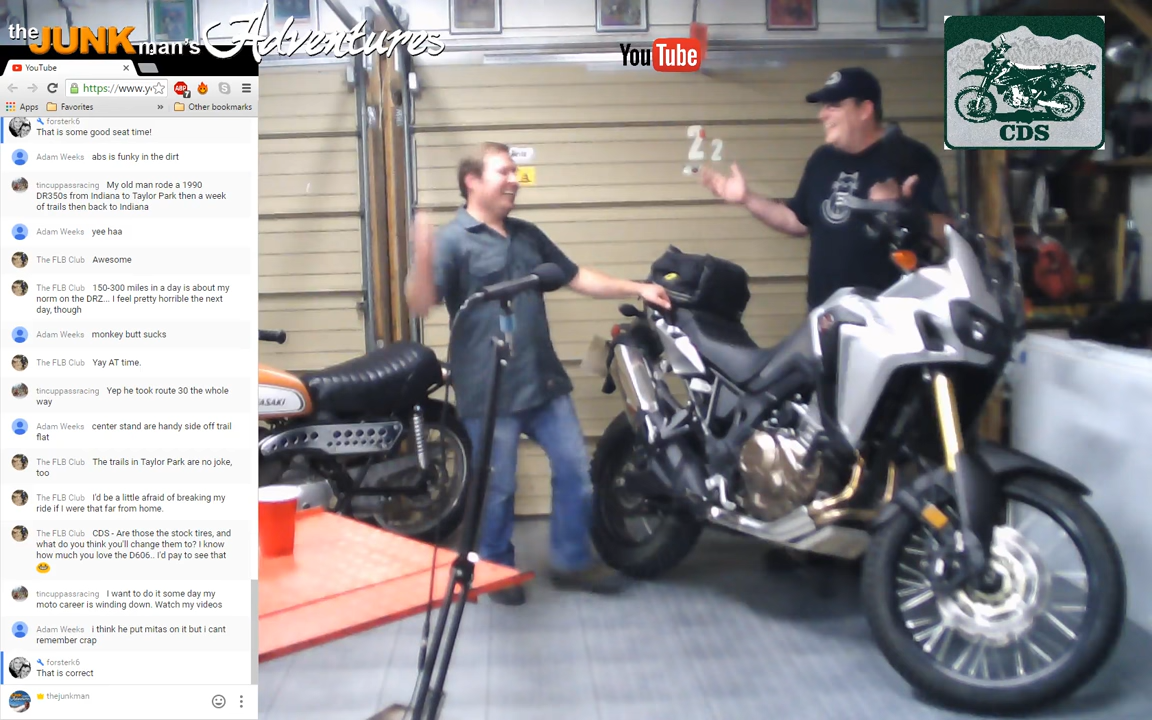 the JUNKman's Adventures
YouTube
CDS
YouTube
https://www.y
ABP
7
Apps
Favorites
»
Other bookmarks
forsterk6
That is some good seat time!
Adam Weeks abs is funky in the dirt
tincuppassracing My old man rode a 1990
DR350s from Indiana to Taylor Park then a week
of trails then back to Indiana
Adam Weeks yee haa
The FLB Club Awesome
The FLB Club 150-300 miles in a day is about my
norm on the DRZ... I feel pretty horrible the next
day, though
Adam Weeks monkey butt sucks
The FLB Club Yay AT time.
tincuppassracing Yep he took route 30 the whole
way
Adam Weeks center stand are handy side off trail
flat
The FLB Club The trails in Taylor Park are no joke,
too
The FLB Club I'd be a little afraid of breaking my
ride if I were that far from home.
The FLB Club CDS - Are those the stock tires, and
what do you think you'll change them to? I know
how much you love the D606.. I'd pay to see that
tincuppassracing I want to do it some day my
moto career is winding down. Watch my videos
Adam Weeks i think he put mitas on it but i cant
remember crap
forsterk6
That is correct
thejunkman
22
ASAKI